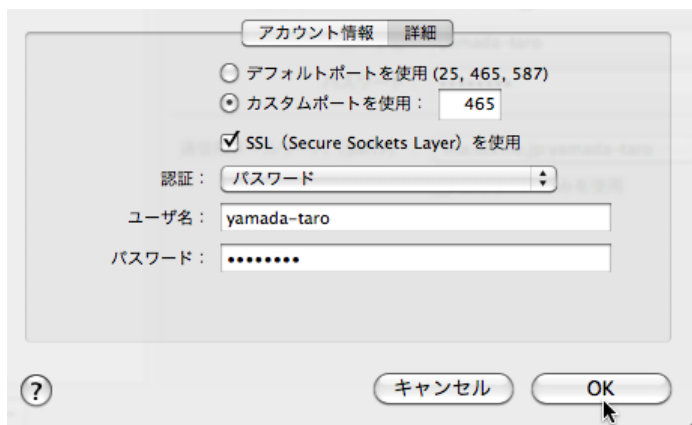 アカウント情報 詳細
デフォルトポートを使用 (25, 465, 587)
カスタムポートを使用： 465
SSL（Secure Sockets Layer）を使用
認証： パスワード
ユーザ名： yamada-taro
パスワード： ••••••••
? キャンセル OK